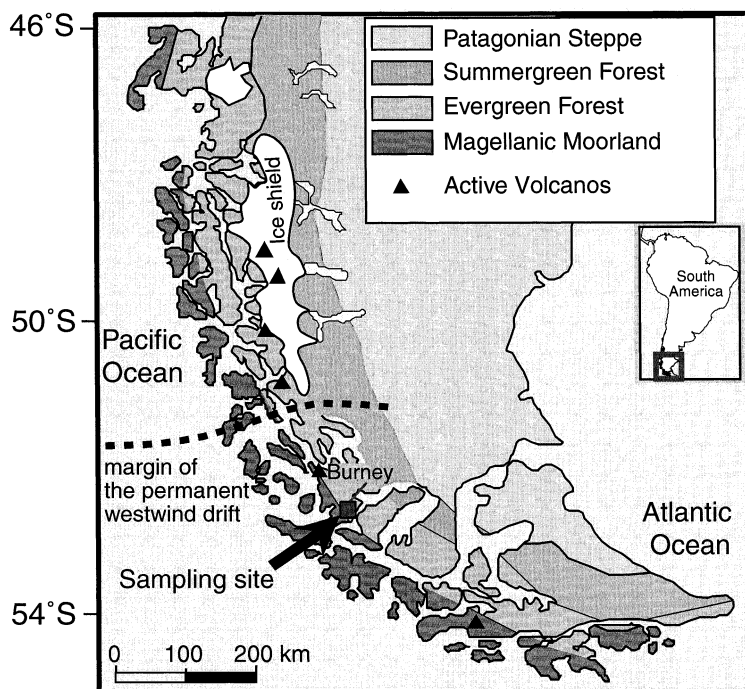 46°S
Patagonian Steppe
Summergreen Forest
Evergreen Forest
Magellanic Moorland
Active Volcanos
Ice shield
South
America
50°S
Pacific
Ocean
margin of
the permanent
westwind drift
Burney
Atlantic
Ocean
Sampling site
54°S
0 100 200 km